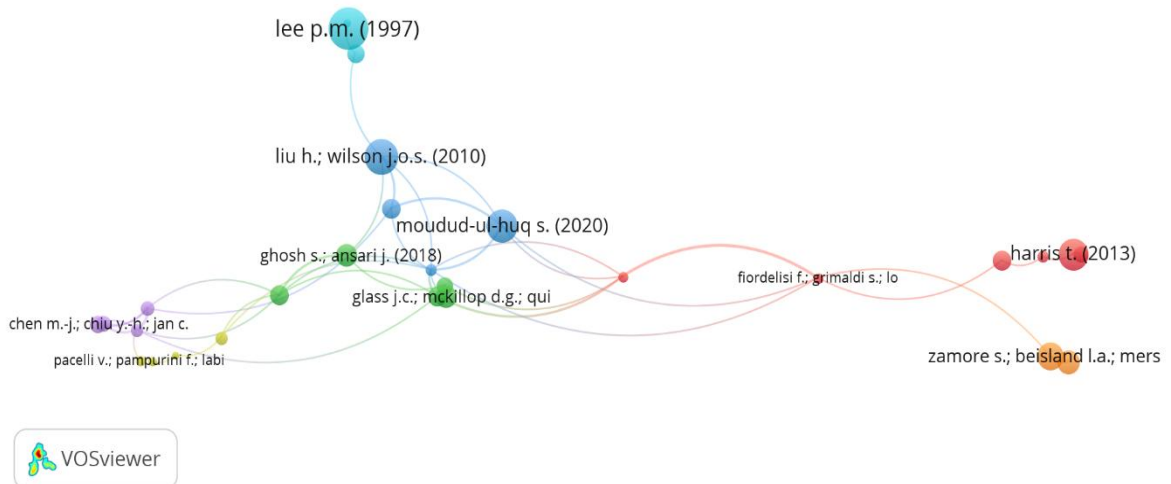 lee p.m. (1997)
liu h.; wilson j.o.s. (2010)
moudud-ul-huq s. (2020)
ghosh s.; ansari j. (2018)
harris t. (2013)
fiordelisi f.; grimaldi s.; lo
glass j.c.; mckillop d.g.; qui
chen m.-j.; chiu y.-h.; jan c.
pacelli v.; pampurini f.; labi
zamore s.; beisland l.a.; mers
VOSviewer